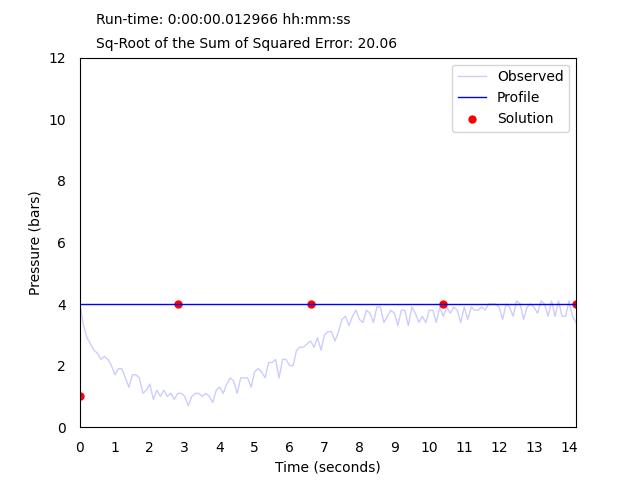 Run-time: 0:00:00.012966 hh:mm:ss
Sq-Root of the Sum of Squared Error: 20.06
Observed
Profile
Solution
12
10
8
6
4
2
0
Pressure (bars)
0 1 2 3 4 5 6 7 8 9 10 11 12 13 14
Time (seconds)